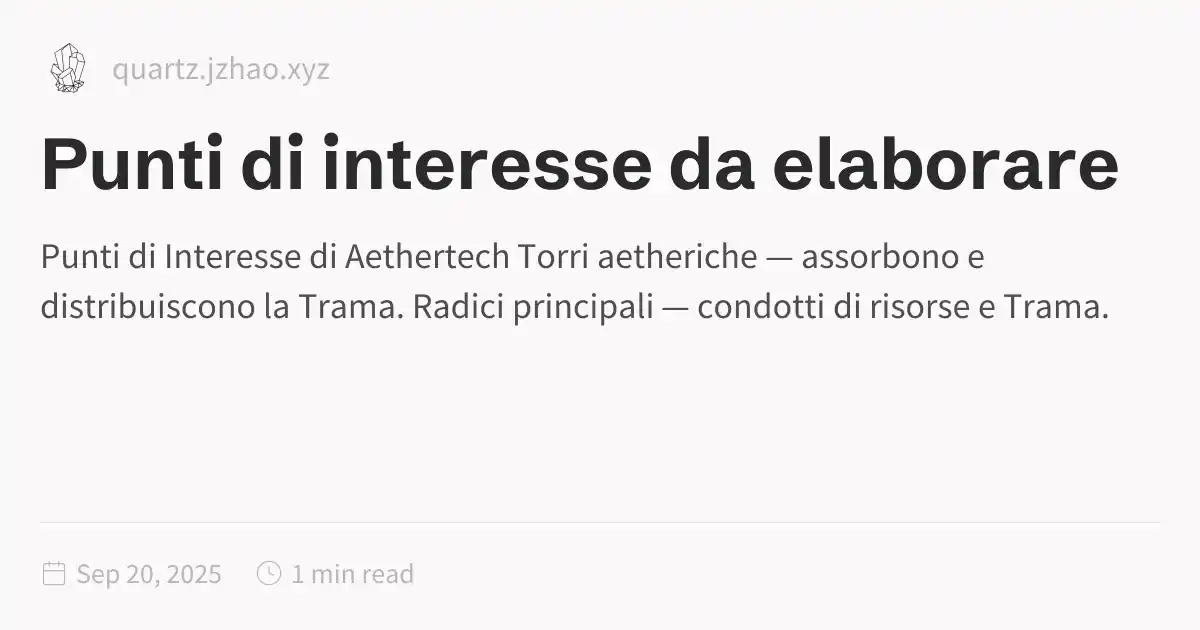 quartz.jzhao.xyz
Punti di interesse da elaborare
Punti di Interesse di Aethertech Torri aetheriche — assorbono e
distribuiscono la Trama. Radici principali — condotti di risorse e Trama.
Sep 20, 2025 1 min read